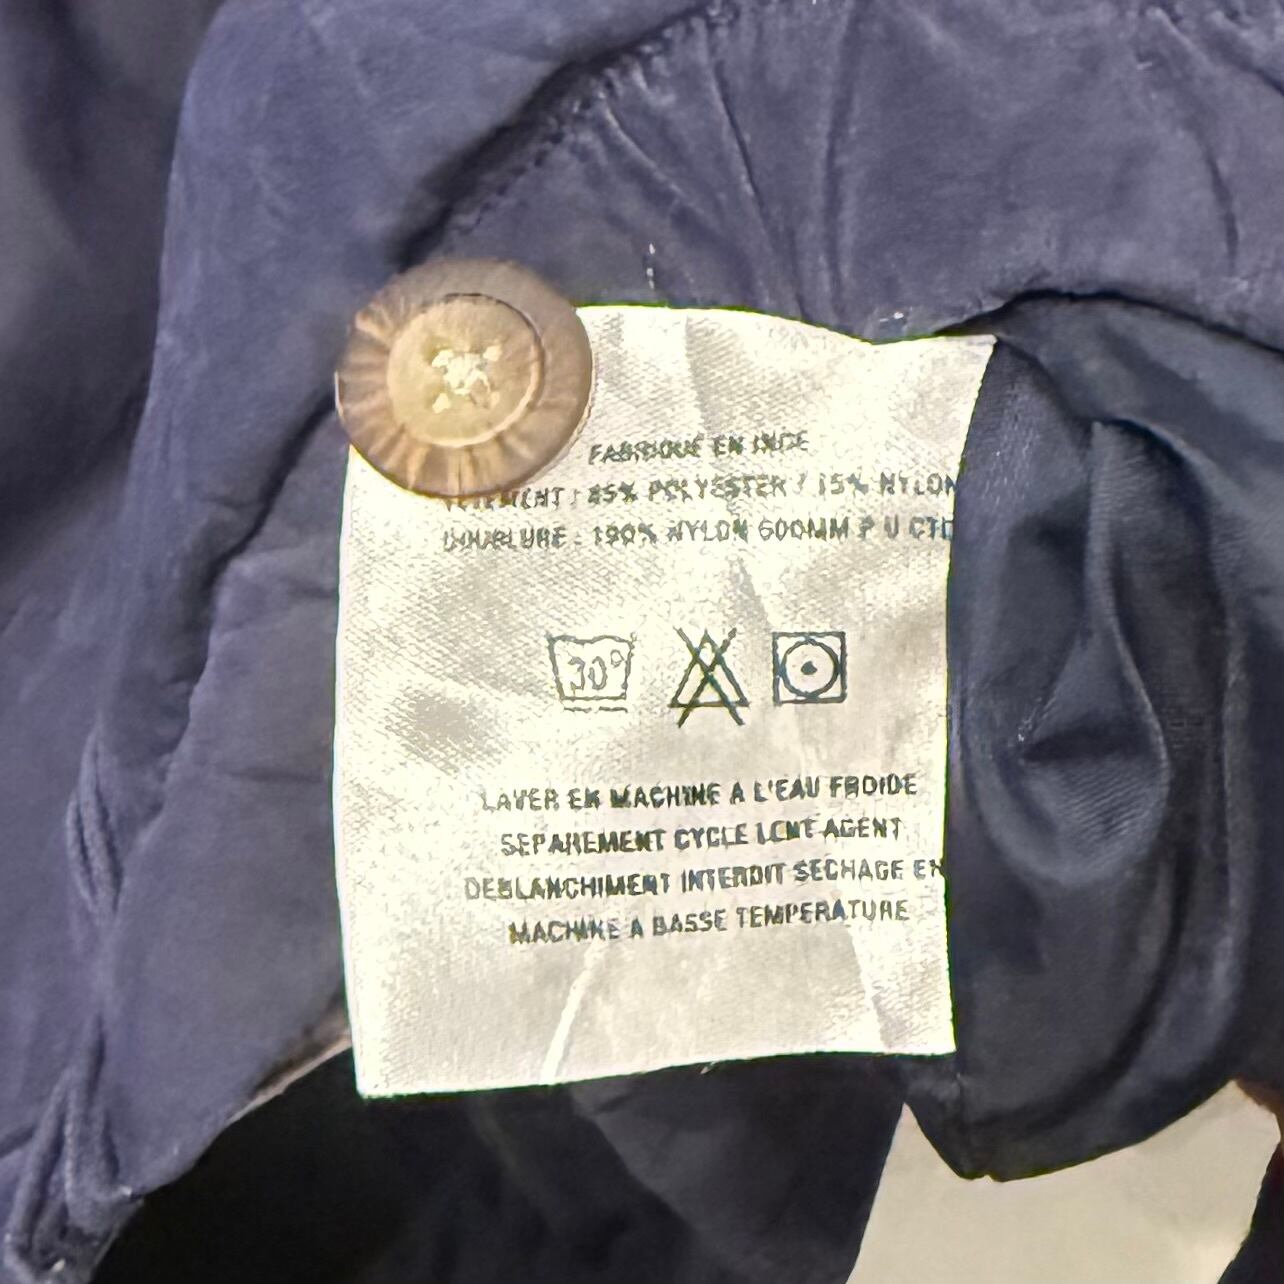 FABRIQUÉ EN INDE
VETEMENT : 85% POLYESTER / 15% NYLON
DOUBLURE : 100% NYLON 600MM P U CTD
30°
LAVER EN MACHINE A L'EAU FROIDE
SEPAREMENT CYCLE LENT AGENT
DEBLANCHIMENT INTERDIT SECHAGE EN
MACHINE A BASSE TEMPERATURE